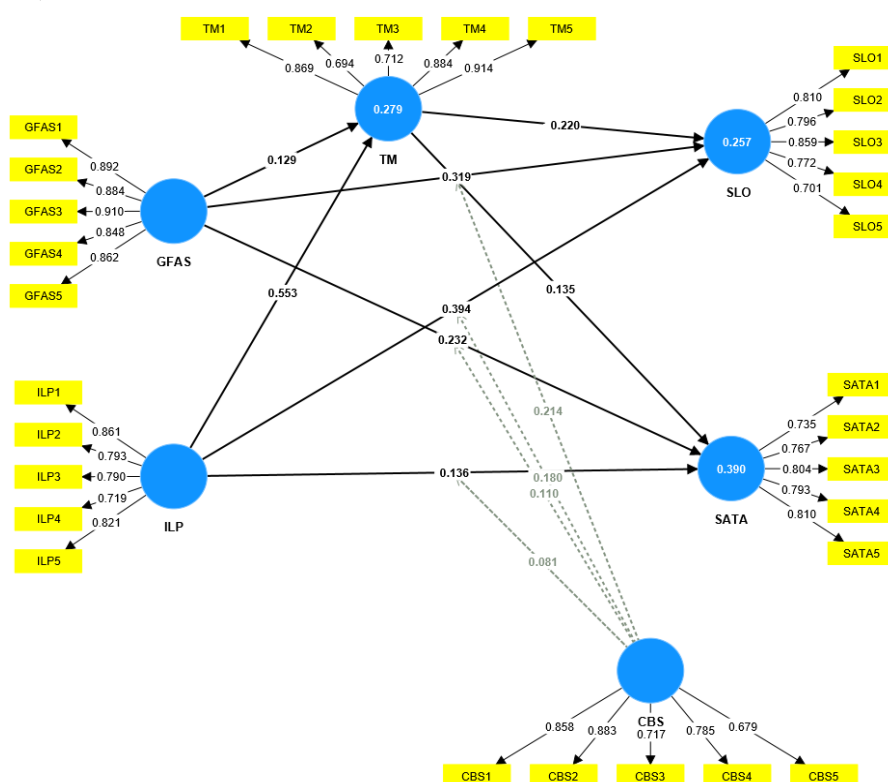 TM1 TM2 TM3 TM4 TM5
0.869 0.694 0.712 0.884 0.914
0.279
TM
GFAS1
GFAS2
GFAS3
GFAS4
GFAS5
0.892
0.884
0.910
0.848
0.862
GFAS
0.129
0.220
0.319
0.553
0.394
0.232
0.135
SLO1
SLO2
SLO3
SLO4
SLO5
0.810
0.796
0.859
0.772
0.701
0.257
SLO
ILP1
ILP2
ILP3
ILP4
ILP5
0.861
0.793
0.790
0.719
0.821
ILP
0.136
0.214
0.180
0.110
0.081
0.390
SATA
SATA1
SATA2
SATA3
SATA4
SATA5
0.735
0.767
0.804
0.793
0.810
CBS
0.858 0.883 0.717 0.785 0.679
CBS1 CBS2 CBS3 CBS4 CBS5